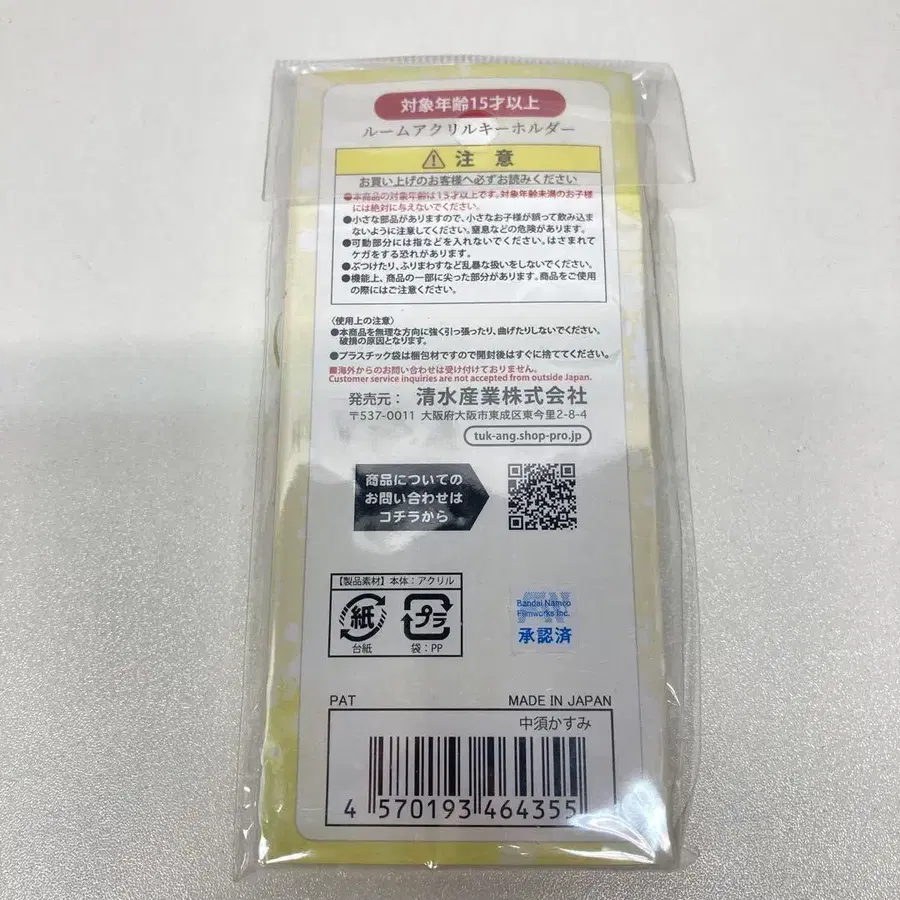 対象年齢15才以上
ルームアクリルキーホルダー
注 意
お買い上げのお客様へ必ずお読みください
●本商品の対象年齢は15才以上です。対象年齢未満のお子様
には絶対に与えないでください。
●小さな部品がありますので、小さなお子様が誤って飲み込ま
ないように注意してください。窒息などの危険があります。
●可動部分には指などを入れないでください。はさまれて
ケガをする恐れがあります。
●ぶつけたり、ふりまわすなど乱暴な扱いをしないでください。
●機能上、商品の一部に尖った部分があります。商品をご使用
の際にはご注意ください。
〈使用上の注意〉
●本商品を無理な方向に強く引っ張ったり、曲げたりしないでください。
破損の原因となります。
●プラスチック袋は梱包材ですので開封後はすぐに捨ててください。
■海外からのお問い合わせは受け付けておりません。
Customer service inquiries are not accepted from outside Japan.
発売元： 清水産業株式会社
〒537-0011 大阪府大阪市東成区東今里2-8-4
tuk-ang.shop-pro.jp
商品についての
お問い合わせは
コチラから
【製品素材】本体：アクリル
紙
プラ
台紙
袋：PP
Bandai Namco
Filmworks Inc.
承認済
PAT
MADE IN JAPAN
中須かすみ
4 570193 464355